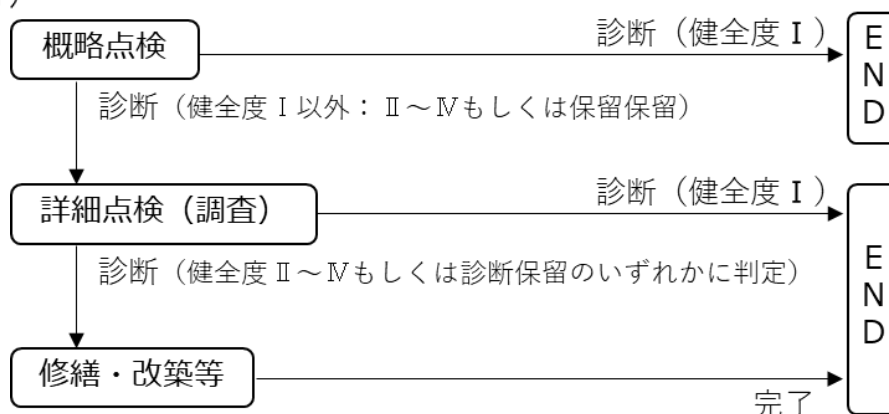 概略点検
診断（健全度Ⅰ）
END
診断（健全度Ⅰ以外：Ⅱ～Ⅳもしくは保留保留）
詳細点検（調査）
診断（健全度Ⅰ）
END
診断（健全度Ⅱ～Ⅳもしくは診断保留のいずれかに判定）
修繕・改築等
完了